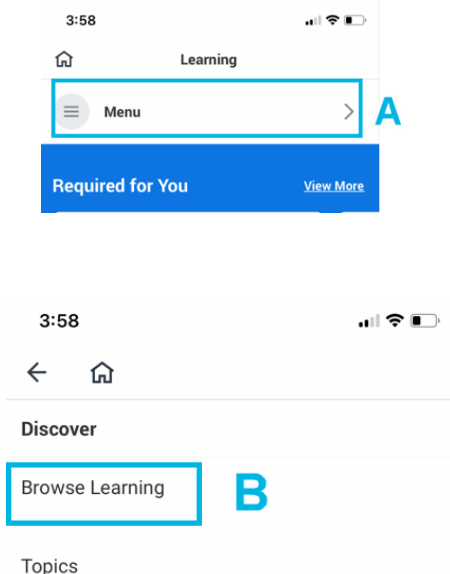 3:58
Learning
Menu
A
Required for You View More
3:58
Discover
Browse Learning
B
Topics